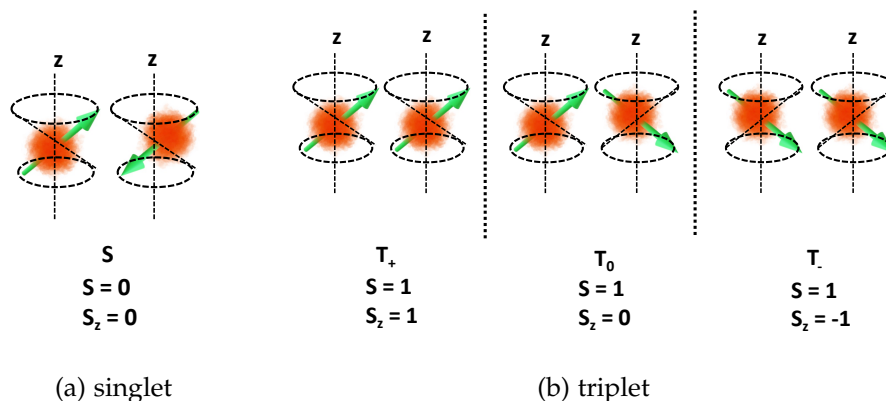 z z z z z z z z
S
S = 0
S_z = 0
T_+
S = 1
S_z = 1
T_0
S = 1
S_z = 0
T_-
S = 1
S_z = -1
(a) singlet
(b) triplet